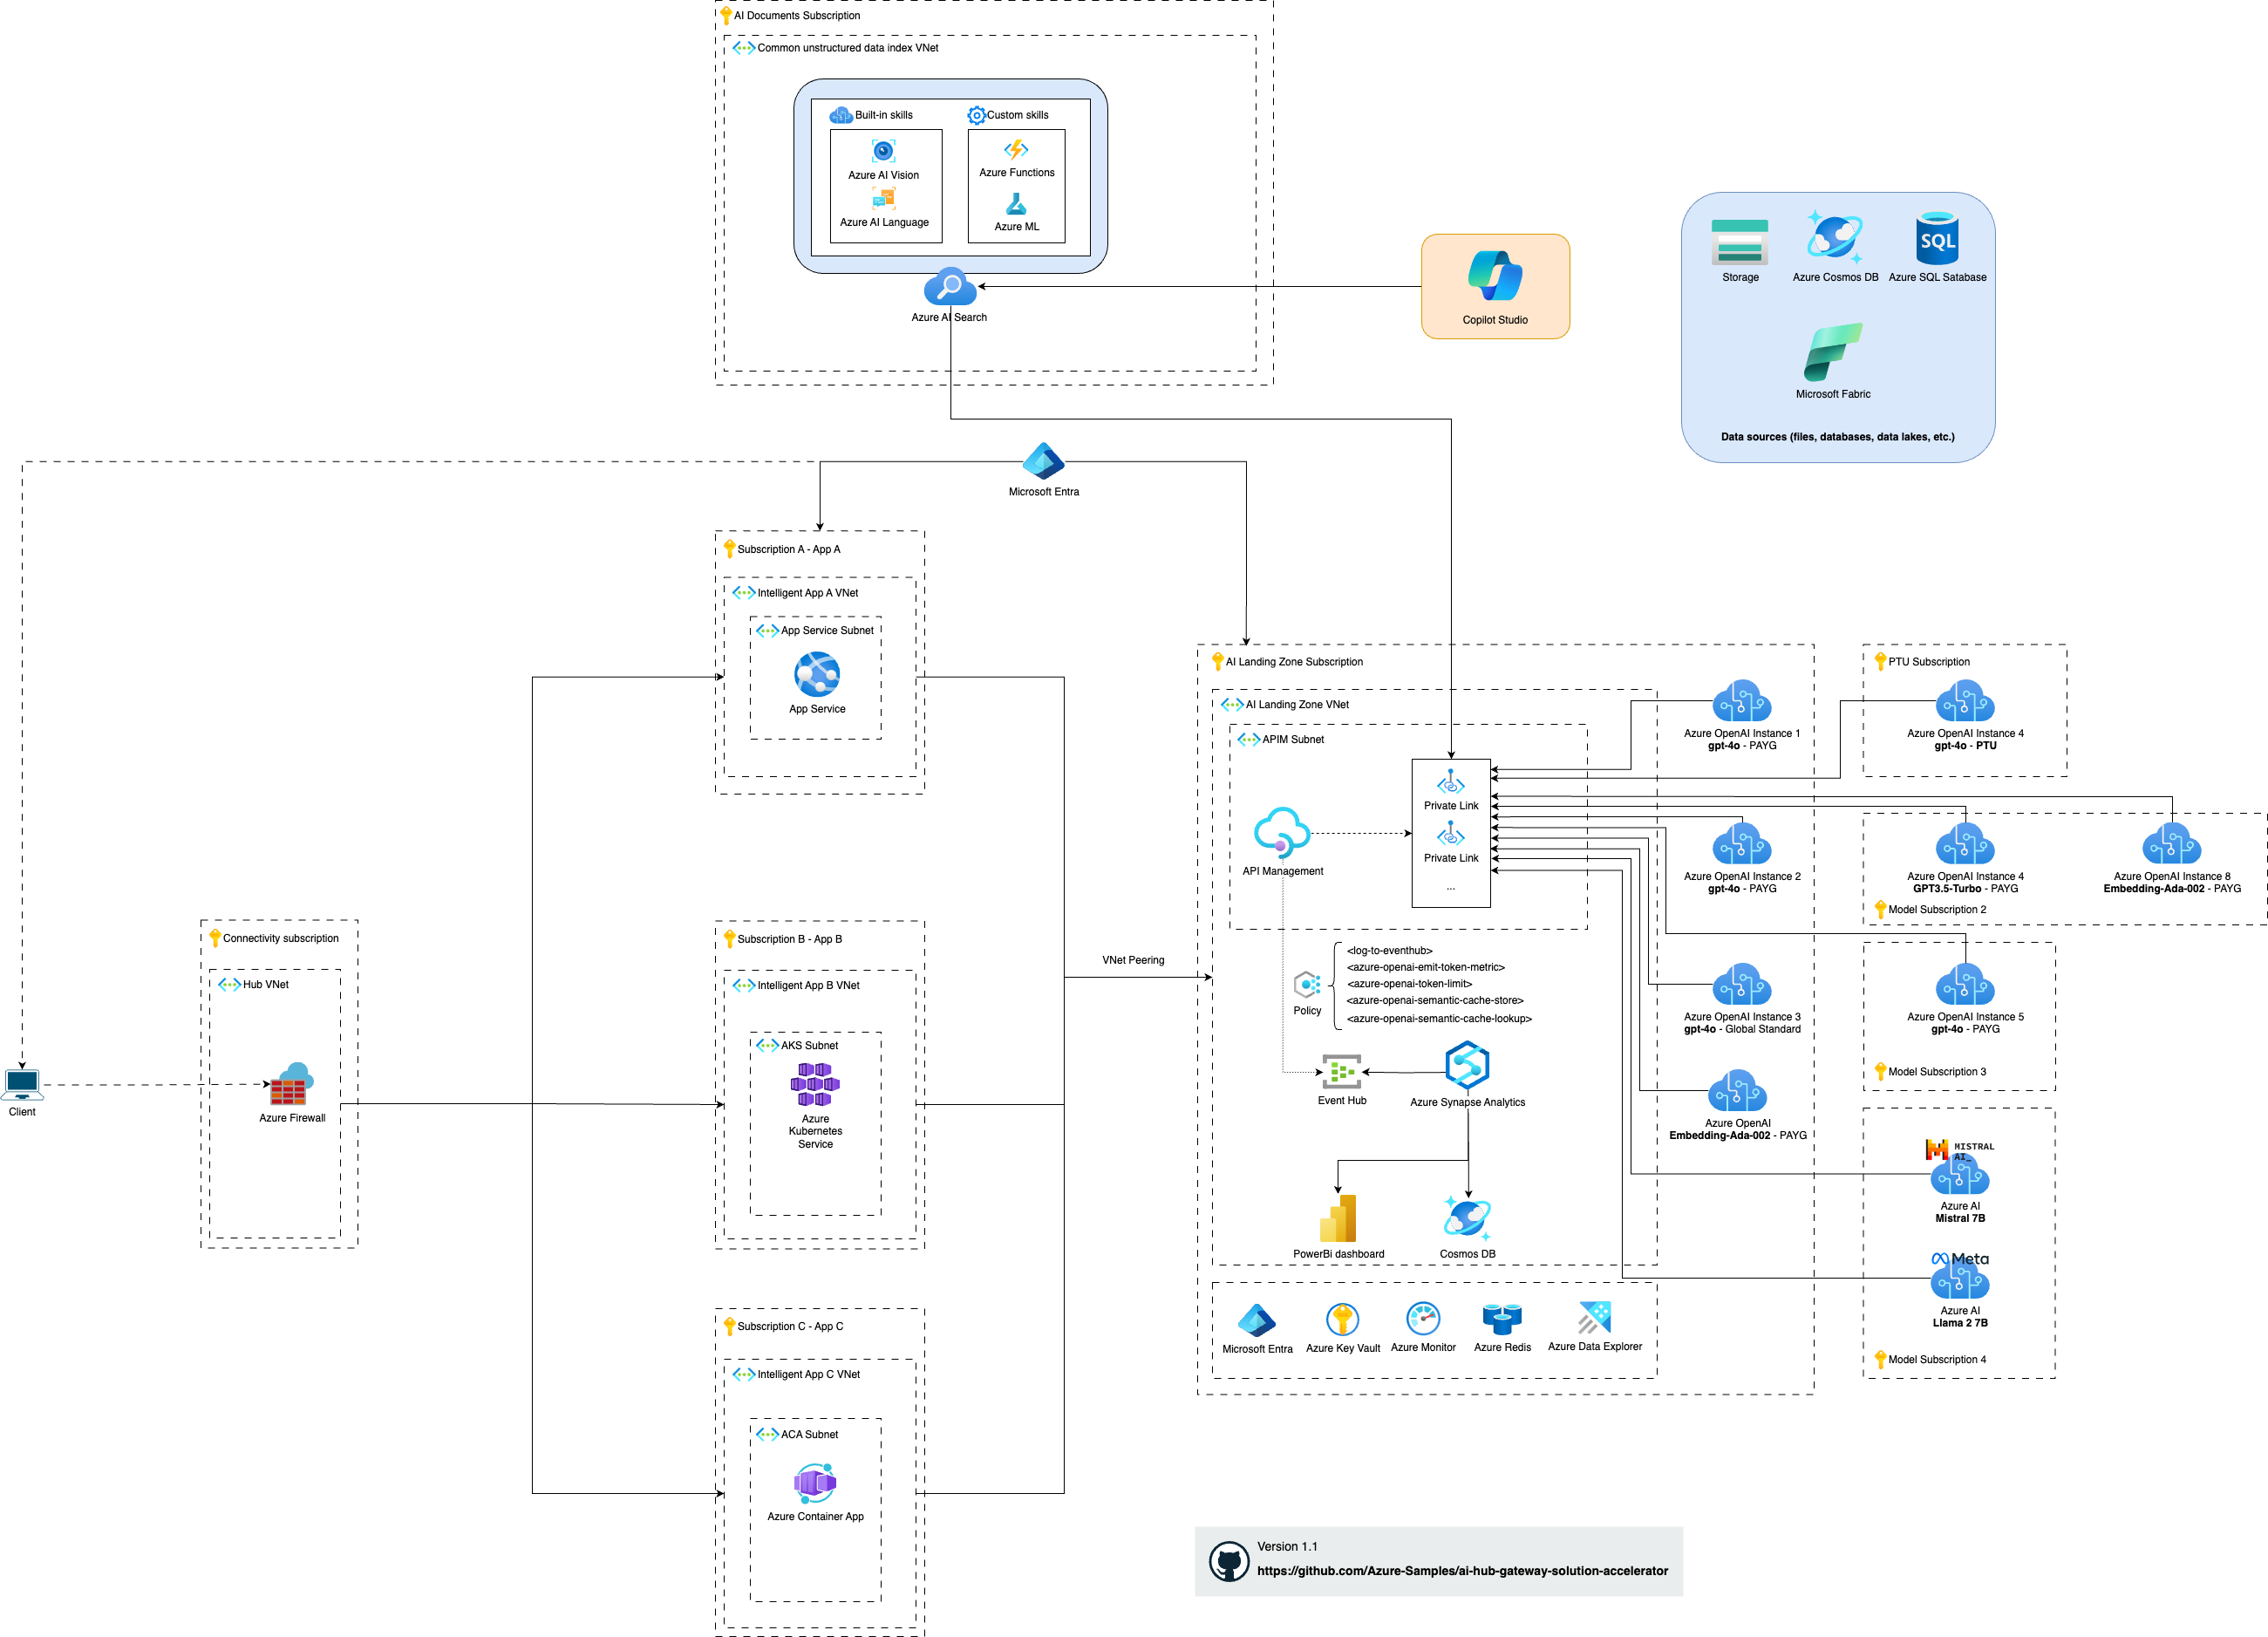 AI Documents Subscription
Common unstructured data index VNet
Built-in skills
Custom skills
Azure AI Vision
Azure Functions
Azure AI Language
Azure ML
Azure AI Search
Copilot Studio
Storage
Azure Cosmos DB
Azure SQL Satabase
Microsoft Fabric
Data sources (files, databases, data lakes, etc.)
Microsoft Entra
Subscription A - App A
Intelligent App A VNet
App Service Subnet
App Service
Connectivity subscription
Hub VNet
Azure Firewall
Client
Subscription B - App B
Intelligent App B VNet
AKS Subnet
Azure
Kubernetes
Service
Subscription C - App C
Intelligent App C VNet
ACA Subnet
Azure Container App
VNet Peering
AI Landing Zone Subscription
AI Landing Zone VNet
APIM Subnet
API Management
Private Link
Private Link
...
Policy
<log-to-eventhub>
<azure-openai-emit-token-metric>
<azure-openai-token-limit>
<azure-openai-semantic-cache-store>
<azure-openai-semantic-cache-lookup>
Event Hub
Azure Synapse Analytics
PowerBi dashboard
Cosmos DB
Microsoft Entra
Azure Key Vault
Azure Monitor
Azure Redis
Azure Data Explorer
Azure OpenAI Instance 1
gpt-4o - PAYG
Azure OpenAI Instance 2
gpt-4o - PAYG
Azure OpenAI Instance 3
gpt-4o - Global Standard
Azure OpenAI
Embedding-Ada-002 - PAYG
PTU Subscription
Azure OpenAI Instance 4
gpt-4o - PTU
Azure OpenAI Instance 4
GPT3.5-Turbo - PAYG
Azure OpenAI Instance 8
Embedding-Ada-002 - PAYG
Model Subscription 2
Azure OpenAI Instance 5
gpt-4o - PAYG
Model Subscription 3
MISTRAL
AI_
Azure AI
Mistral 7B
Meta
Azure AI
Llama 2 7B
Model Subscription 4
Version 1.1
https://github.com/Azure-Samples/ai-hub-gateway-solution-accelerator